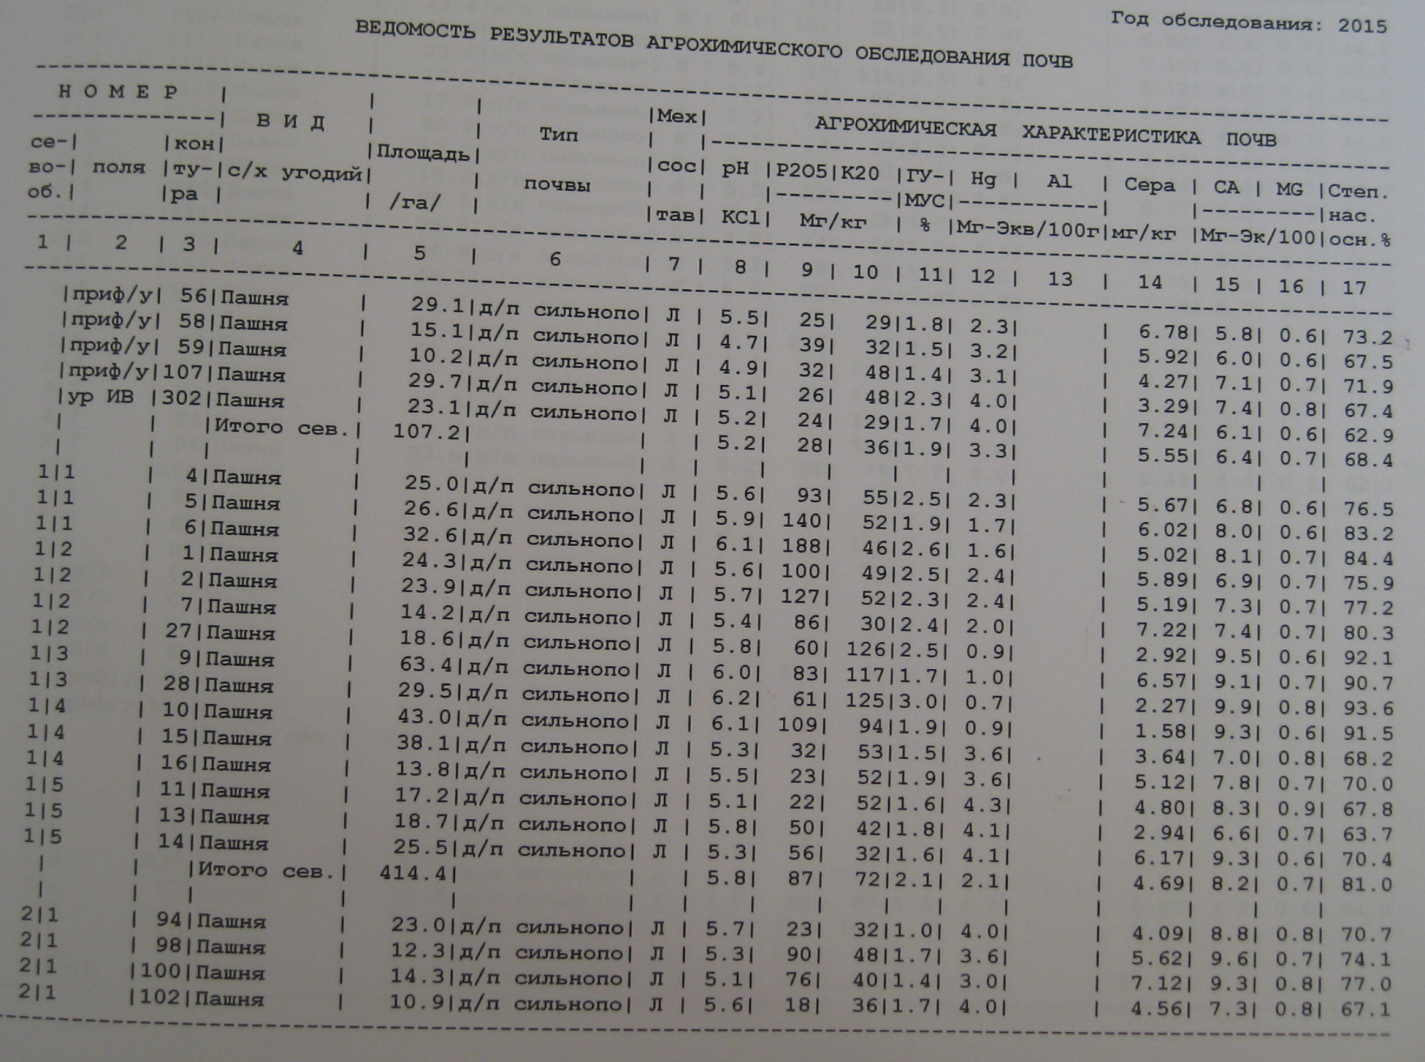 Год обследования: 2015
ВЕДОМОСТЬ РЕЗУЛЬТАТОВ АГРОХИМИЧЕСКОГО ОБСЛЕДОВАНИЯ ПОЧВ
Н О М Е Р | | | |Мех| АГРОХИМИЧЕСКАЯ ХАРАКТЕРИСТИКА ПОЧВ
се-| |кон| В И Д |Площадь| Тип |сос| pH |P2O5|K20 |ГУ-| Hg | Al | Сера | CA | MG |Степ.
во-| поля |ту-|с/х угодий| /га/ | почвы |тав| KCl| Мг/кг |МУС|Мг-Экв/100г|мг/кг |Мг-Эк/100|нас.
об.| |ра | | | | | | | % | | | |осн.%
1 | 2 | 3 | 4 | 5 | 6 | 7 | 8 | 9 | 10 | 11| 12 | 13 | 14 | 15 | 16 | 17
|приф/у| 56|Пашня | 29.1|д/п сильнопо| Л | 5.5| 25| 29|1.8| 2.3| | 6.78| 5.8| 0.6| 73.2
|приф/у| 58|Пашня | 15.1|д/п сильнопо| Л | 4.7| 39| 32|1.5| 3.2| | 5.92| 6.0| 0.6| 67.5
|приф/у| 59|Пашня | 10.2|д/п сильнопо| Л | 4.9| 32| 48|1.4| 3.1| | 4.27| 7.1| 0.7| 71.9
|приф/у|107|Пашня | 29.7|д/п сильнопо| Л | 5.1| 26| 48|2.3| 4.0| | 3.29| 7.4| 0.8| 67.4
|ур ИВ |302|Пашня | 23.1|д/п сильнопо| Л | 5.2| 24| 29|1.7| 4.0| | 7.24| 6.1| 0.6| 62.9
| | |Итого сев.| 107.2| | | 5.2| 28| 36|1.9| 3.3| | 5.55| 6.4| 0.7| 68.4
1|1 | 4|Пашня | 25.0|д/п сильнопо| Л | 5.6| 93| 55|2.5| 2.3| | 5.67| 6.8| 0.6| 76.5
1|1 | 5|Пашня | 26.6|д/п сильнопо| Л | 5.9| 140| 52|1.9| 1.7| | 6.02| 8.0| 0.6| 83.2
1|1 | 6|Пашня | 32.6|д/п сильнопо| Л | 6.1| 188| 46|2.6| 1.6| | 5.02| 8.1| 0.7| 84.4
1|2 | 1|Пашня | 24.3|д/п сильнопо| Л | 5.6| 100| 49|2.5| 2.4| | 5.89| 6.9| 0.7| 75.9
1|2 | 2|Пашня | 23.9|д/п сильнопо| Л | 5.7| 127| 52|2.3| 2.4| | 5.19| 7.3| 0.7| 77.2
1|2 | 7|Пашня | 14.2|д/п сильнопо| Л | 5.4| 86| 30|2.4| 2.0| | 7.22| 7.4| 0.7| 80.3
1|2 | 27|Пашня | 18.6|д/п сильнопо| Л | 5.8| 60| 126|2.5| 0.9| | 2.92| 9.5| 0.6| 92.1
1|3 | 9|Пашня | 63.4|д/п сильнопо| Л | 6.0| 83| 117|1.7| 1.0| | 6.57| 9.1| 0.7| 90.7
1|3 | 28|Пашня | 29.5|д/п сильнопо| Л | 6.2| 61| 125|3.0| 0.7| | 2.27| 9.9| 0.8| 93.6
1|4 | 10|Пашня | 43.0|д/п сильнопо| Л | 6.1| 109| 94|1.9| 0.9| | 1.58| 9.3| 0.6| 91.5
1|4 | 15|Пашня | 38.1|д/п сильнопо| Л | 5.3| 32| 53|1.5| 3.6| | 3.64| 7.0| 0.8| 68.2
1|4 | 16|Пашня | 13.8|д/п сильнопо| Л | 5.5| 23| 52|1.9| 3.6| | 5.12| 7.8| 0.7| 70.0
1|5 | 11|Пашня | 17.2|д/п сильнопо| Л | 5.1| 22| 52|1.6| 4.3| | 4.80| 8.3| 0.9| 67.8
1|5 | 13|Пашня | 18.7|д/п сильнопо| Л | 5.8| 50| 42|1.8| 4.1| | 2.94| 6.6| 0.7| 63.7
1|5 | 14|Пашня | 25.5|д/п сильнопо| Л | 5.3| 56| 32|1.6| 4.1| | 6.17| 9.3| 0.6| 70.4
| | |Итого сев.| 414.4| | | 5.8| 87| 72|2.1| 2.1| | 4.69| 8.2| 0.7| 81.0
2|1 | 94|Пашня | 23.0|д/п сильнопо| Л | 5.7| 23| 32|1.0| 4.0| | 4.09| 8.8| 0.8| 70.7
2|1 | 98|Пашня | 12.3|д/п сильнопо| Л | 5.3| 90| 48|1.7| 3.6| | 5.62| 9.6| 0.7| 74.1
2|1 |100|Пашня | 14.3|д/п сильнопо| Л | 5.1| 76| 40|1.4| 3.0| | 7.12| 9.3| 0.8| 77.0
2|1 |102|Пашня | 10.9|д/п сильнопо| Л | 5.6| 18| 36|1.7| 4.0| | 4.56| 7.3| 0.8| 67.1